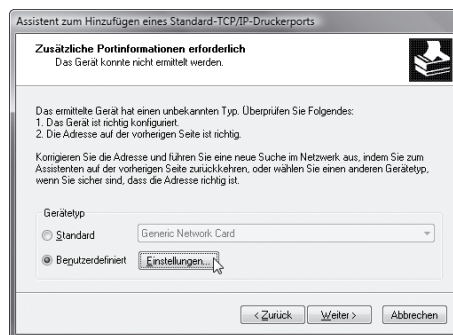 Assistent zum Hinzufügen eines Standard-TCP/IP-Druckerports
Zusätzliche Portinformationen erforderlich
Das Gerät konnte nicht ermittelt werden.
Das ermittelte Gerät hat einen unbekannten Typ. Überprüfen Sie Folgendes:
1. Das Gerät ist richtig konfiguriert.
2. Die Adresse auf der vorherigen Seite ist richtig.
Korrigieren Sie die Adresse und führen Sie eine neue Suche im Netzwerk aus, indem Sie zum
Assistenten auf der vorherigen Seite zurückkehren, oder wählen Sie einen anderen Gerätetyp,
wenn Sie sicher sind, dass die Adresse richtig ist.
Gerätetyp
Standard Generic Network Card
Benutzerdefiniert Einstellungen...
< Zurück Weiter > Abbrechen